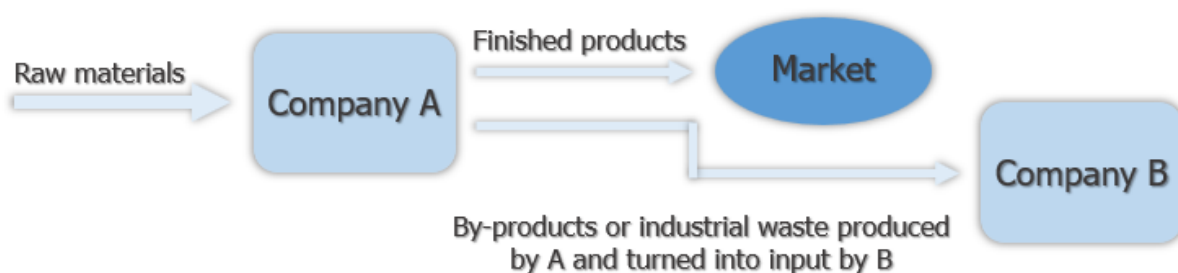 Raw materials
Company A
Finished products
Market
Company B
By-products or industrial waste produced
by A and turned into input by B